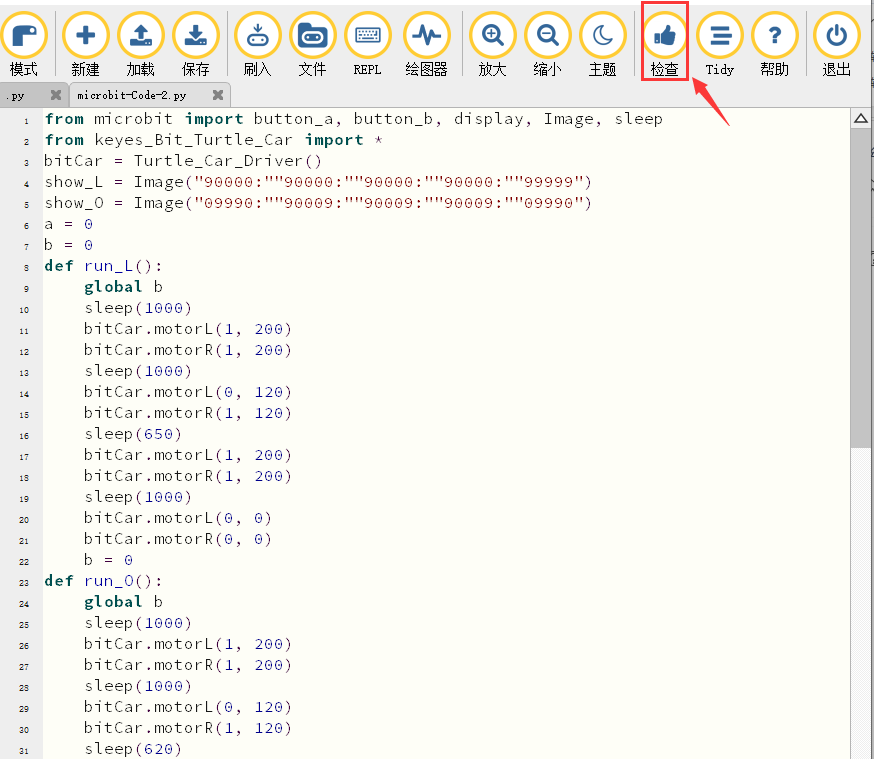 模式 新建 加载 保存 刷入 文件 REPL 绘图器 放大 缩小 主题 检查 Tidy 帮助 退出
.py microbit-Code-2.py
1 from microbit import button_a, button_b, display, Image, sleep
2 from keyes_Bit_Turtle_Car import *
3 bitCar = Turtle_Car_Driver()
4 show_L = Image("90000:""90000:""90000:""90000:""99999")
5 show_O = Image("09990:""90009:""90009:""90009:""09990")
6 a = 0
7 b = 0
8 def run_L():
9 global b
10 sleep(1000)
11 bitCar.motorL(1, 200)
12 bitCar.motorR(1, 200)
13 sleep(1000)
14 bitCar.motorL(0, 120)
15 bitCar.motorR(1, 120)
16 sleep(650)
17 bitCar.motorL(1, 200)
18 bitCar.motorR(1, 200)
19 sleep(1000)
20 bitCar.motorL(0, 0)
21 bitCar.motorR(0, 0)
22 b = 0
23 def run_O():
24 global b
25 sleep(1000)
26 bitCar.motorL(1, 200)
27 bitCar.motorR(1, 200)
28 sleep(1000)
29 bitCar.motorL(0, 120)
30 bitCar.motorR(1, 120)
31 sleep(620)